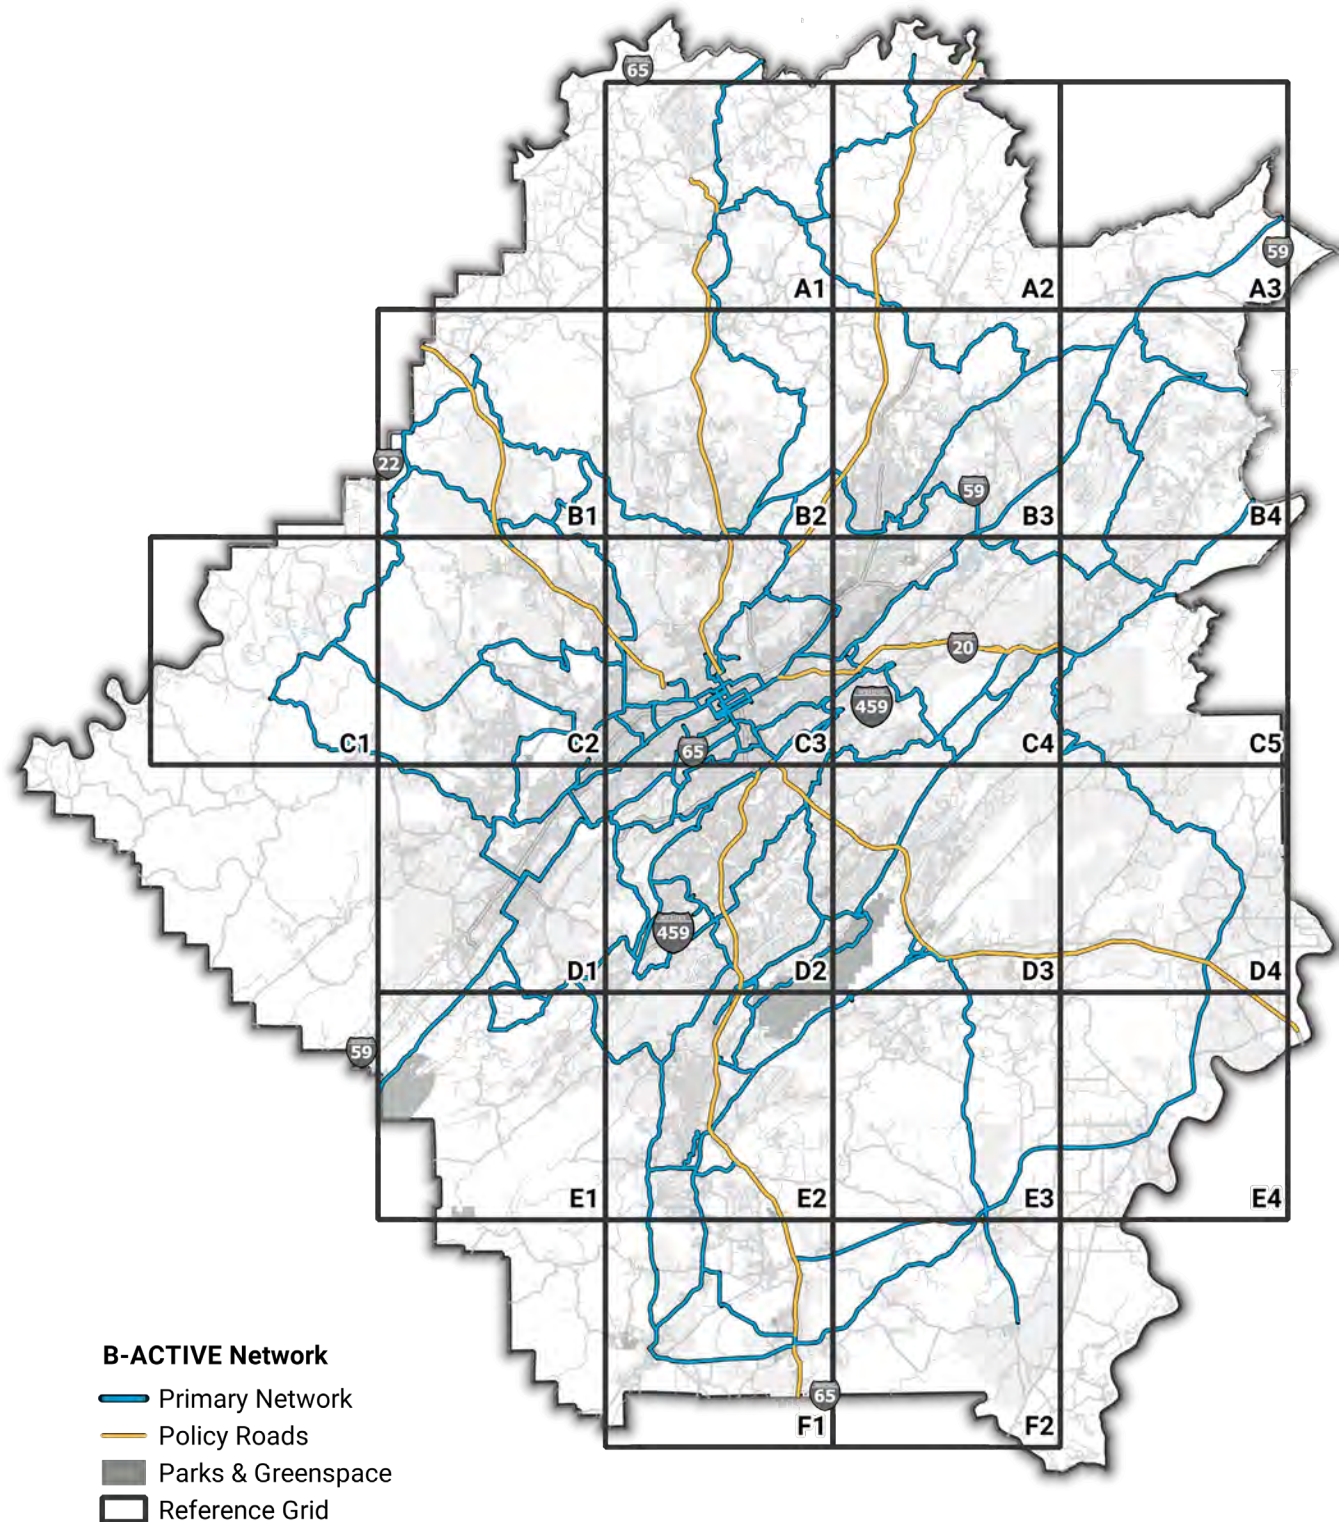 65
A1
A2
A3
59
22
B1
B2
59
B3
B4
20
459
C1
C2
65
C3
C4
C5
459
D1
D2
D3
D4
59
E1
E2
E3
E4
B-ACTIVE Network
Primary Network
Policy Roads
Parks & Greenspace
Reference Grid
65
F1
F2